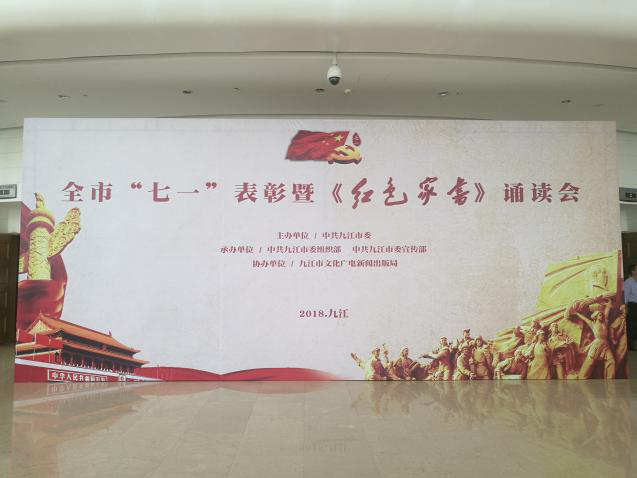 全市“七一”表彰暨《红色家书》诵读会
主办单位 / 中共九江市委
承办单位 / 中共九江市委组织部 中共九江市委宣传部
协办单位 / 九江市文化广电新闻出版局
2018.九江